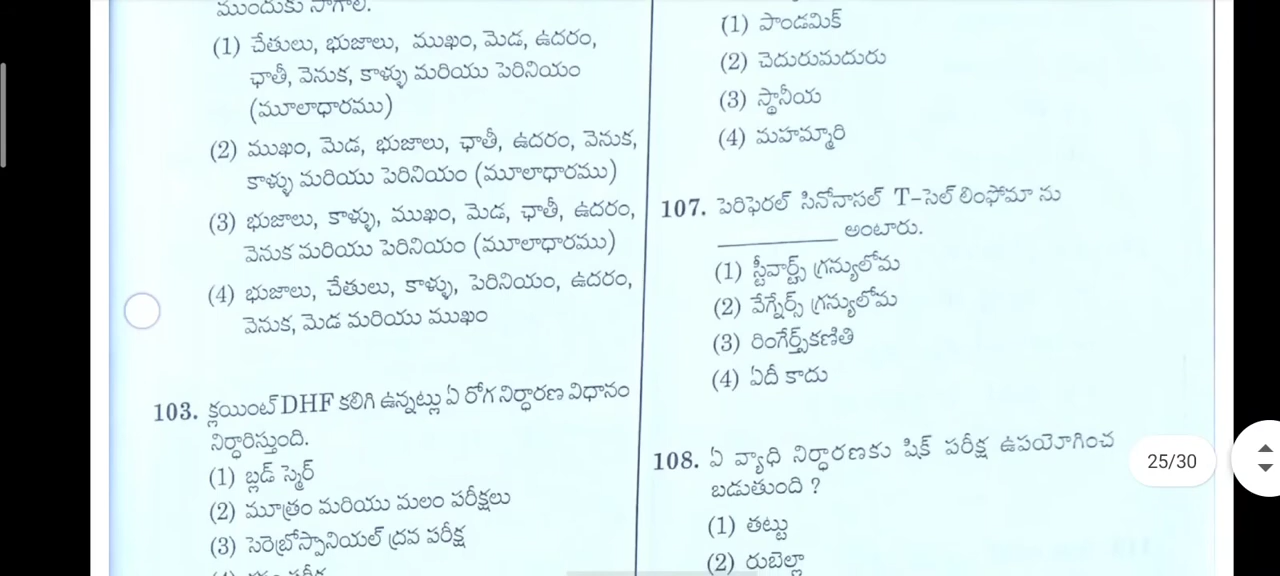 ముందుకు సాగాలి.
(1) చేతులు, భుజాలు, ముఖం, మెడ, ఉదరం,
ఛాతీ, వెనుక, కాళ్ళు మరియు పెరినియం
(మూలాధారము)
(2) ముఖం, మెడ, భుజాలు, ఛాతీ, ఉదరం, వెనుక,
కాళ్ళు మరియు పెరినియం (మూలాధారము)
(3) భుజాలు, కాళ్ళు, ముఖం, మెడ, ఛాతీ, ఉదరం,
వెనుక మరియు పెరినియం (మూలాధారము)
(4) భుజాలు, చేతులు, కాళ్ళు, పెరినియం, ఉదరం,
వెనుక, మెడ మరియు ముఖం
103. క్లయింట్ DHF కలిగి ఉన్నట్లు ఏ రోగ నిర్ధారణ విధానం
నిర్ధారిస్తుంది.
(1) బ్లడ్ స్మెర్
(2) మూత్రం మరియు మలం పరీక్షలు
(3) సెరెబ్రోస్పానియల్ ద్రవ పరీక్ష
(1) పాండమిక్
(2) చెదురుమదురు
(3) స్థానీయ
(4) మహమ్మారి
107. పెరిఫెరల్ సినోనాసల్ T-సెల్ లింఫోమా ను
__________ అంటారు.
(1) స్టీవార్ట్స్ గ్రన్యులోమ
(2) వేగ్నేర్స్ గ్రన్యులోమ
(3) రింగేర్ట్స్‌కణితి
(4) ఏదీ కాదు
108. ఏ వ్యాధి నిర్ధారణకు షిక్ పరీక్ష ఉపయోగించ
బడుతుంది ?
(1) తట్టు
(2) రుబెల్లా
25/30